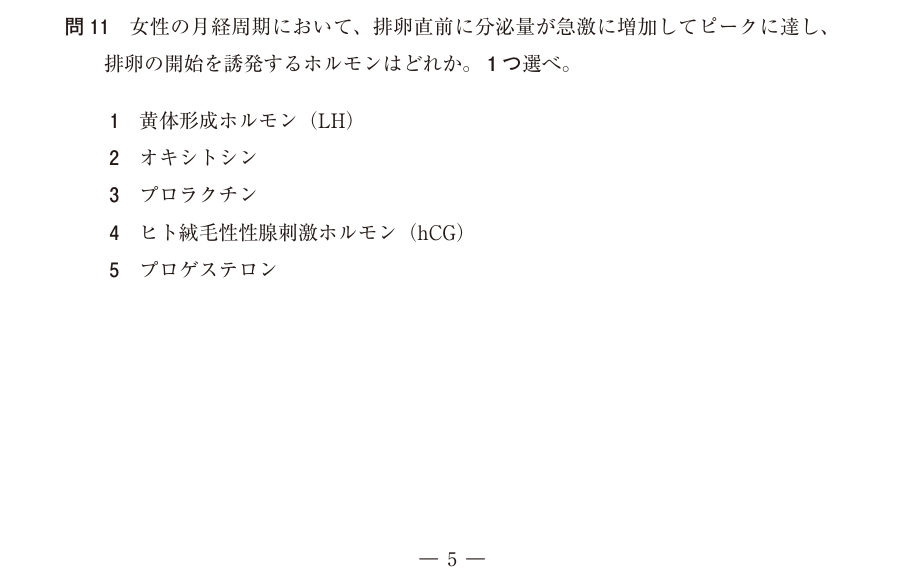 問 11　女性の月経周期において、排卵直前に分泌量が急激に増加してピークに達し、
排卵の開始を誘発するホルモンはどれか。1つ選べ。
1　黄体形成ホルモン（LH）
2　オキシトシン
3　プロラクチン
4　ヒト絨毛性性腺刺激ホルモン（hCG）
5　プロゲステロン
— 5 —